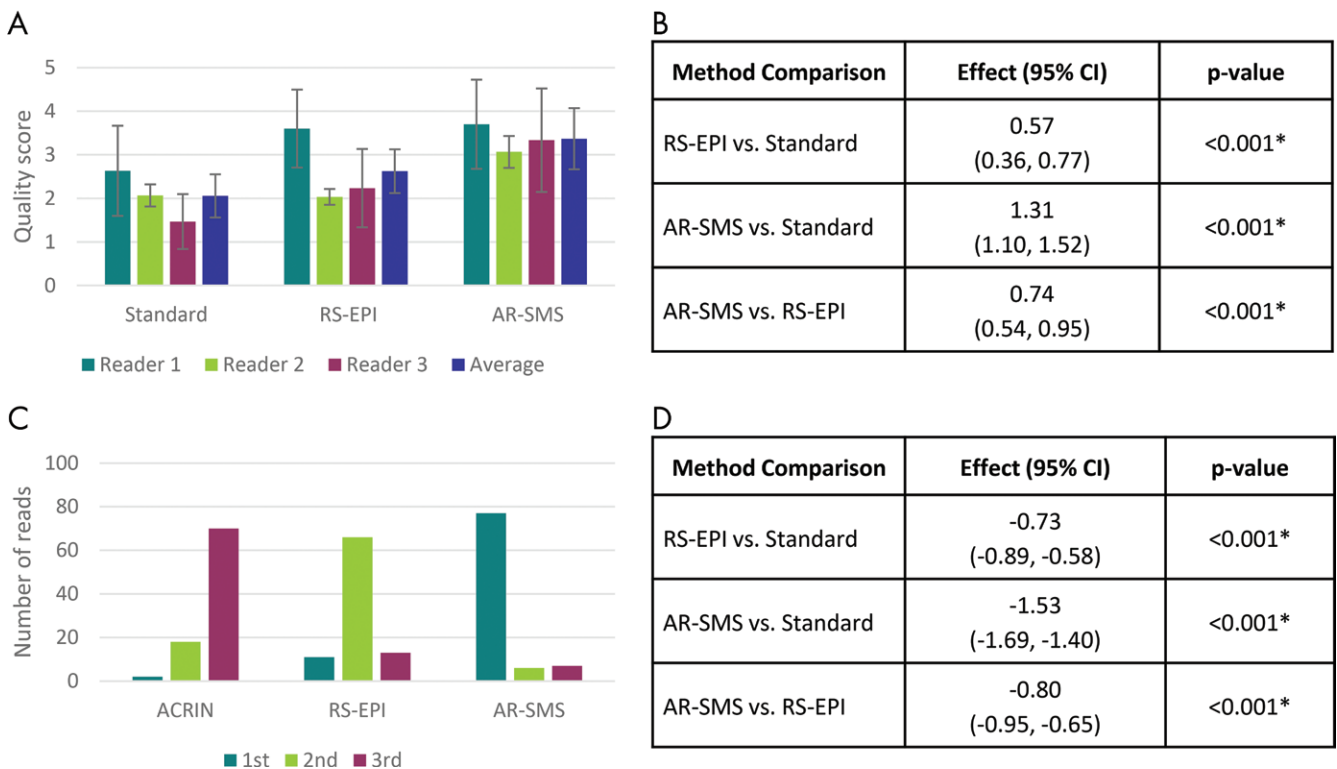 A
5
4
3
2
1
0
Quality score
Standard RS-EPI AR-SMS
Reader 1 Reader 2 Reader 3 Average
B
Method Comparison Effect (95% CI) p-value
RS-EPI vs. Standard 0.57 (0.36, 0.77) <0.001*
AR-SMS vs. Standard 1.31 (1.10, 1.52) <0.001*
AR-SMS vs. RS-EPI 0.74 (0.54, 0.95) <0.001*
C
100
80
60
40
20
0
Number of reads
ACRIN RS-EPI AR-SMS
1st 2nd 3rd
D
Method Comparison Effect (95% CI) p-value
RS-EPI vs. Standard -0.73 (-0.89, -0.58) <0.001*
AR-SMS vs. Standard -1.53 (-1.69, -1.40) <0.001*
AR-SMS vs. RS-EPI -0.80 (-0.95, -0.65) <0.001*